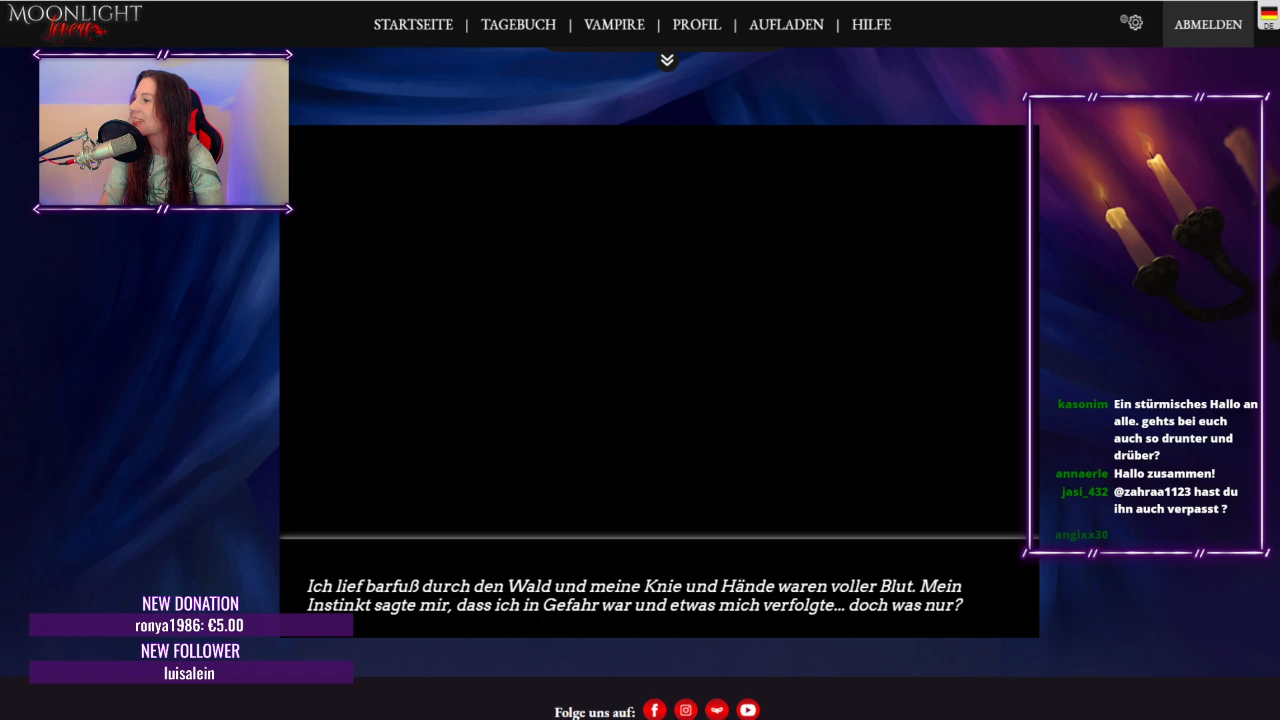 MOONLIGHT
lovers
STARTSEITE | TAGEBUCH | VAMPIRE | PROFIL | AUFLADEN | HILFE
ABMELDEN
DE
kasonim Ein stürmisches Hallo an
alle. gehts bei euch
auch so drunter und
drüber?
annaerle Hallo zusammen!
jasi_432 @zahraa1123 hast du
ihn auch verpasst ?
angixx30
Ich lief barfuß durch den Wald und meine Knie und Hände waren voller Blut. Mein
Instinkt sagte mir, dass ich in Gefahr war und etwas mich verfolgte... doch was nur?
NEW DONATION
ronya1986: €5.00
NEW FOLLOWER
luisalein
Folge uns auf: